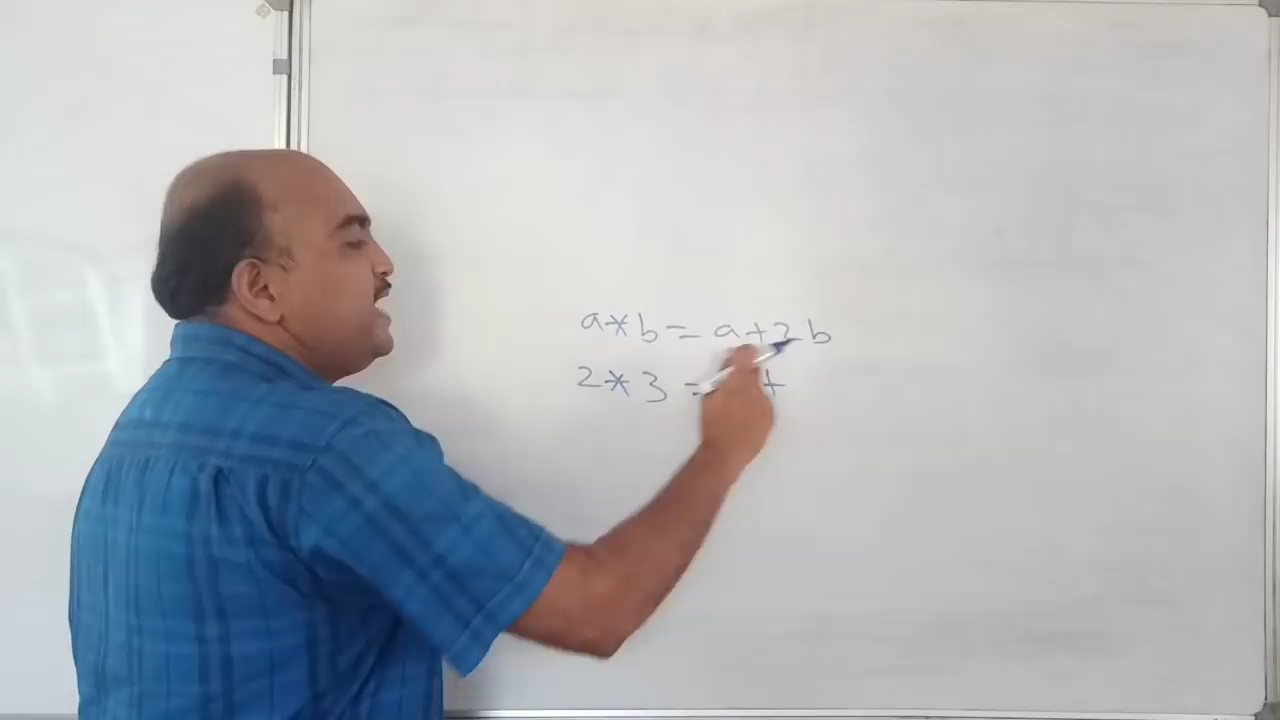 a*b = a+2b
2*3 = +